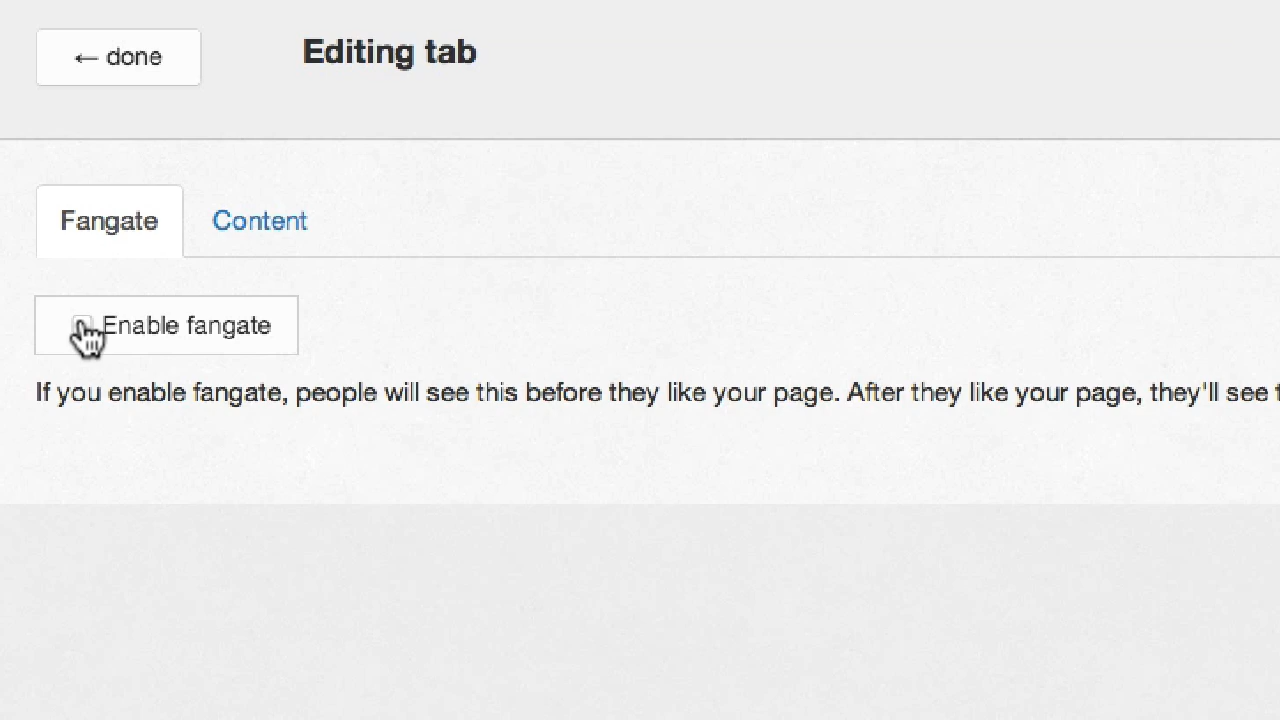 ← done
Editing tab
Fangate
Content
Enable fangate
If you enable fangate, people will see this before they like your page. After they like your page, they'll see